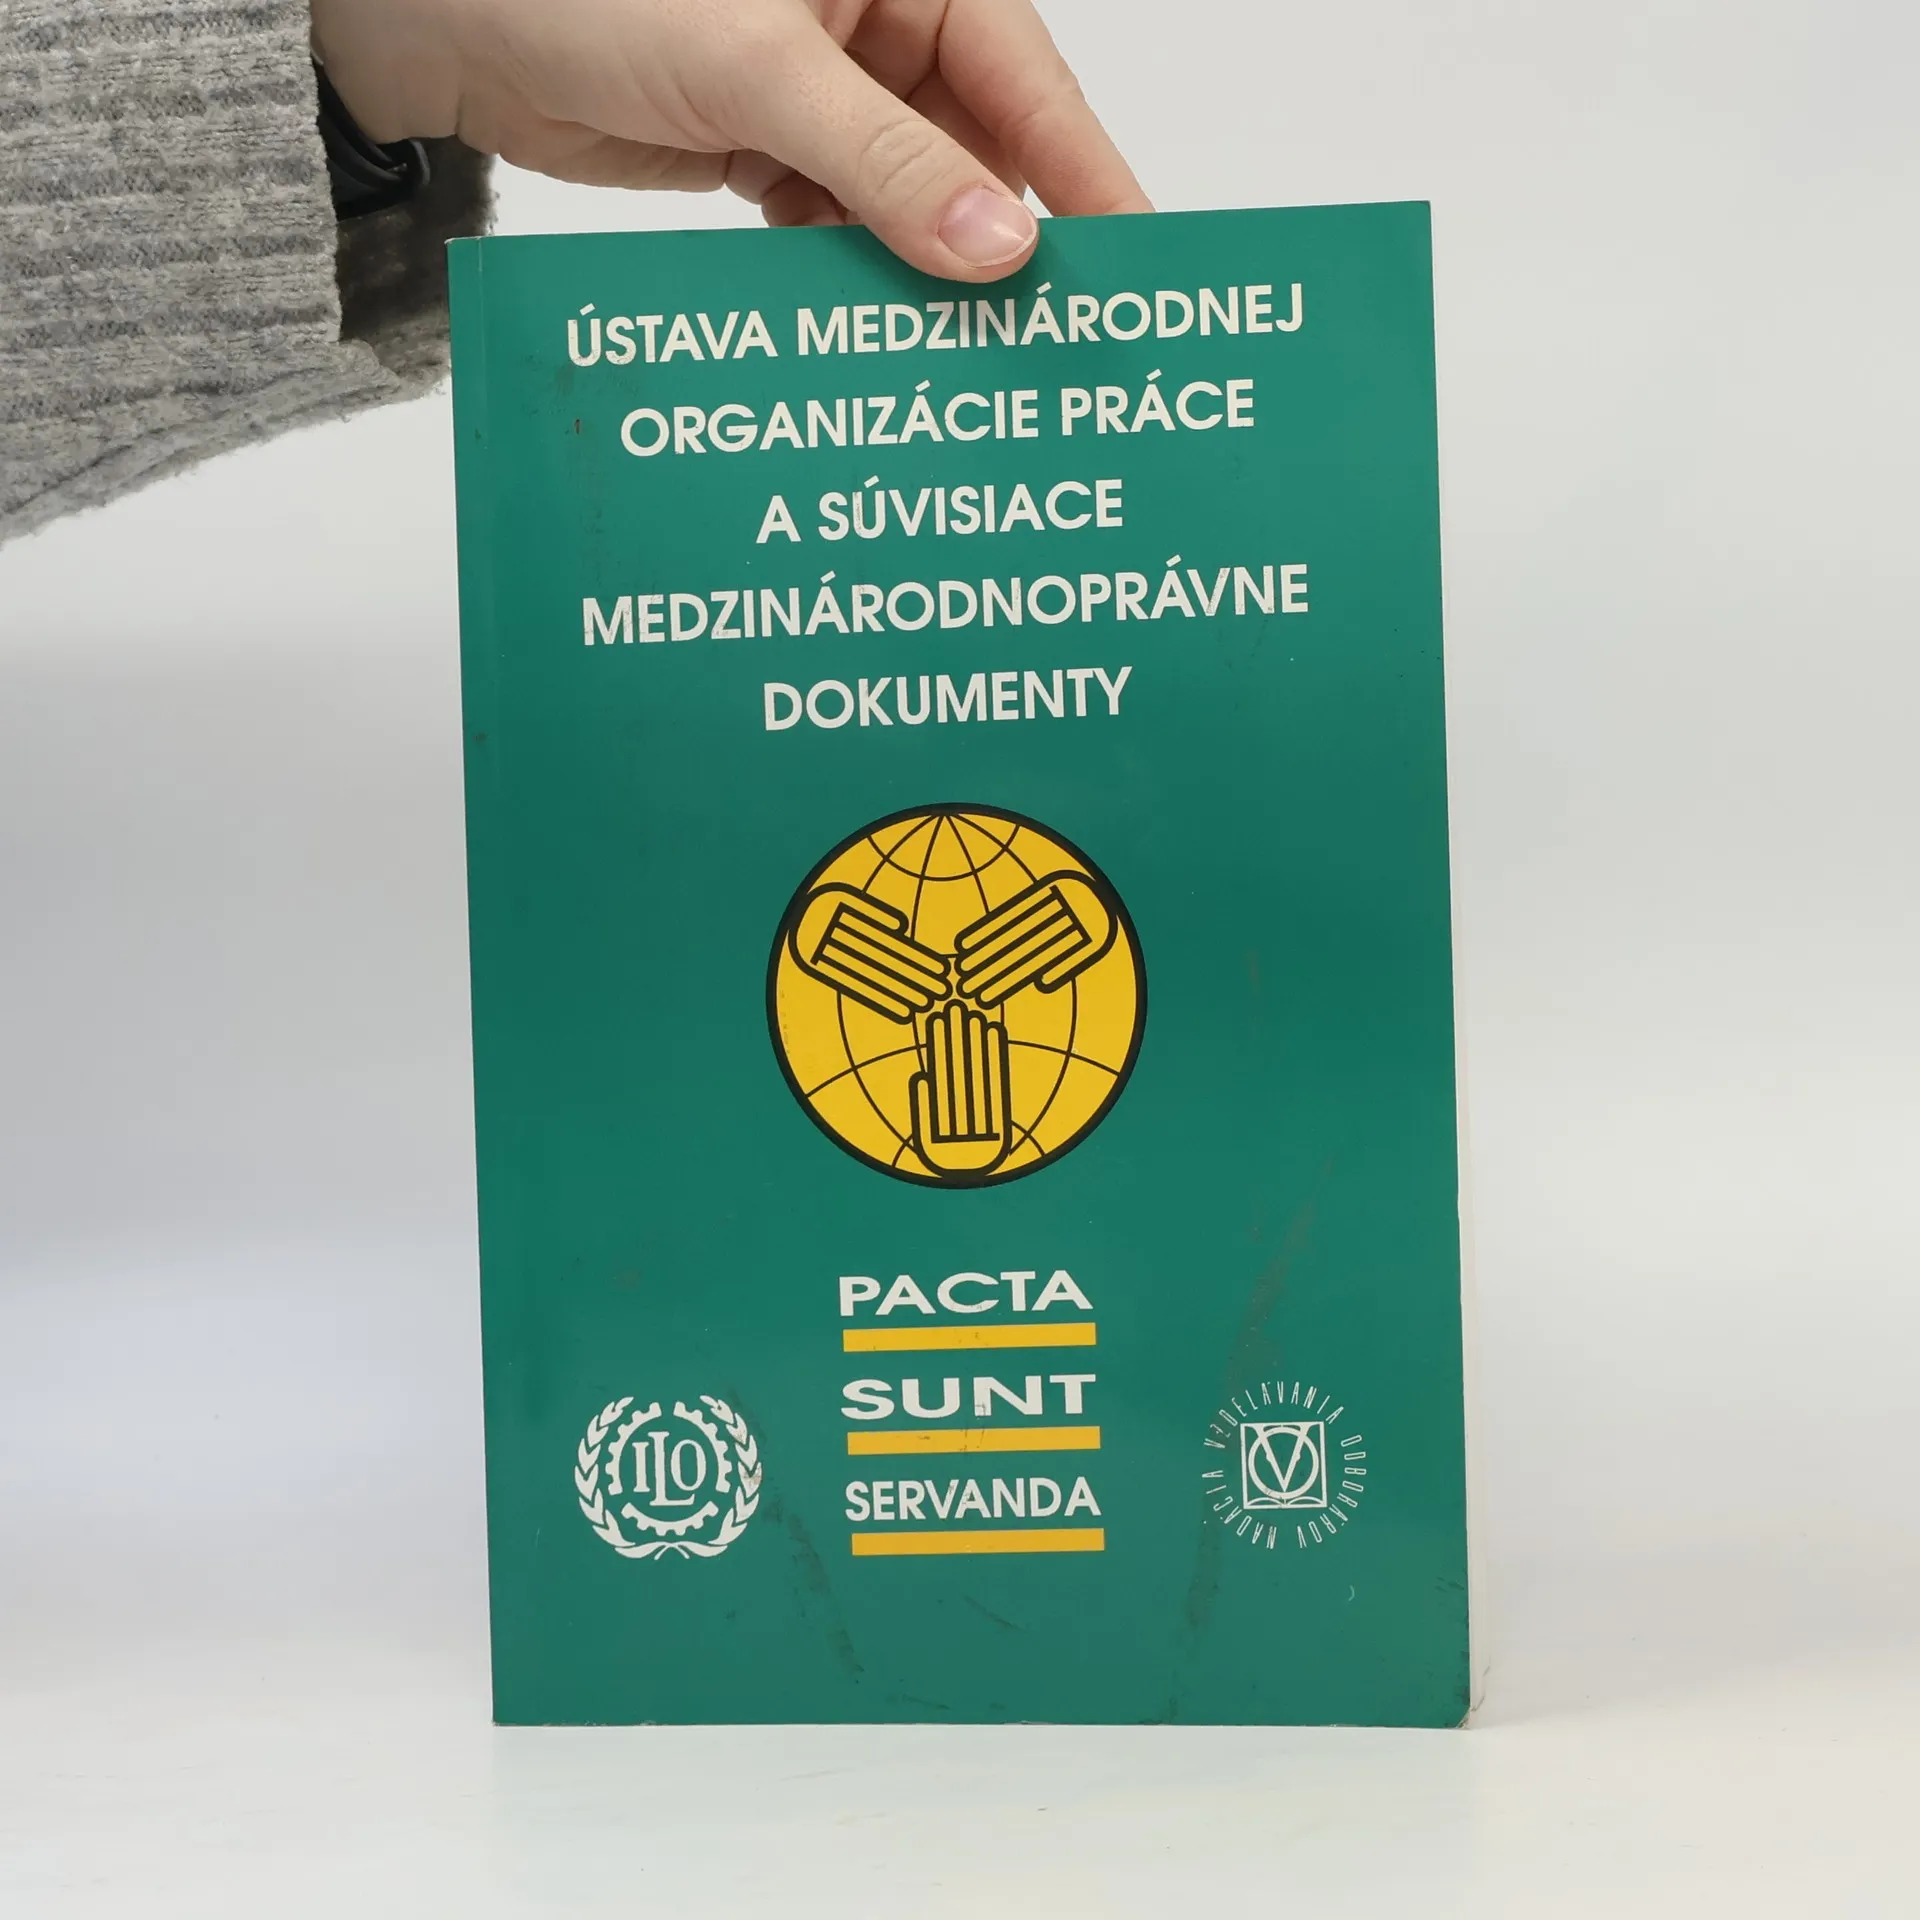 ÚSTAVA MEDZINÁRODNEJ
ORGANIZÁCIE PRÁCE
A SÚVISIACE
MEDZINÁRODNOPRÁVNE
DOKUMENTY
PACTA
SUNT
SERVANDA
ILO
NADÁCIA VZDELÁVANIA ODBORÁROV